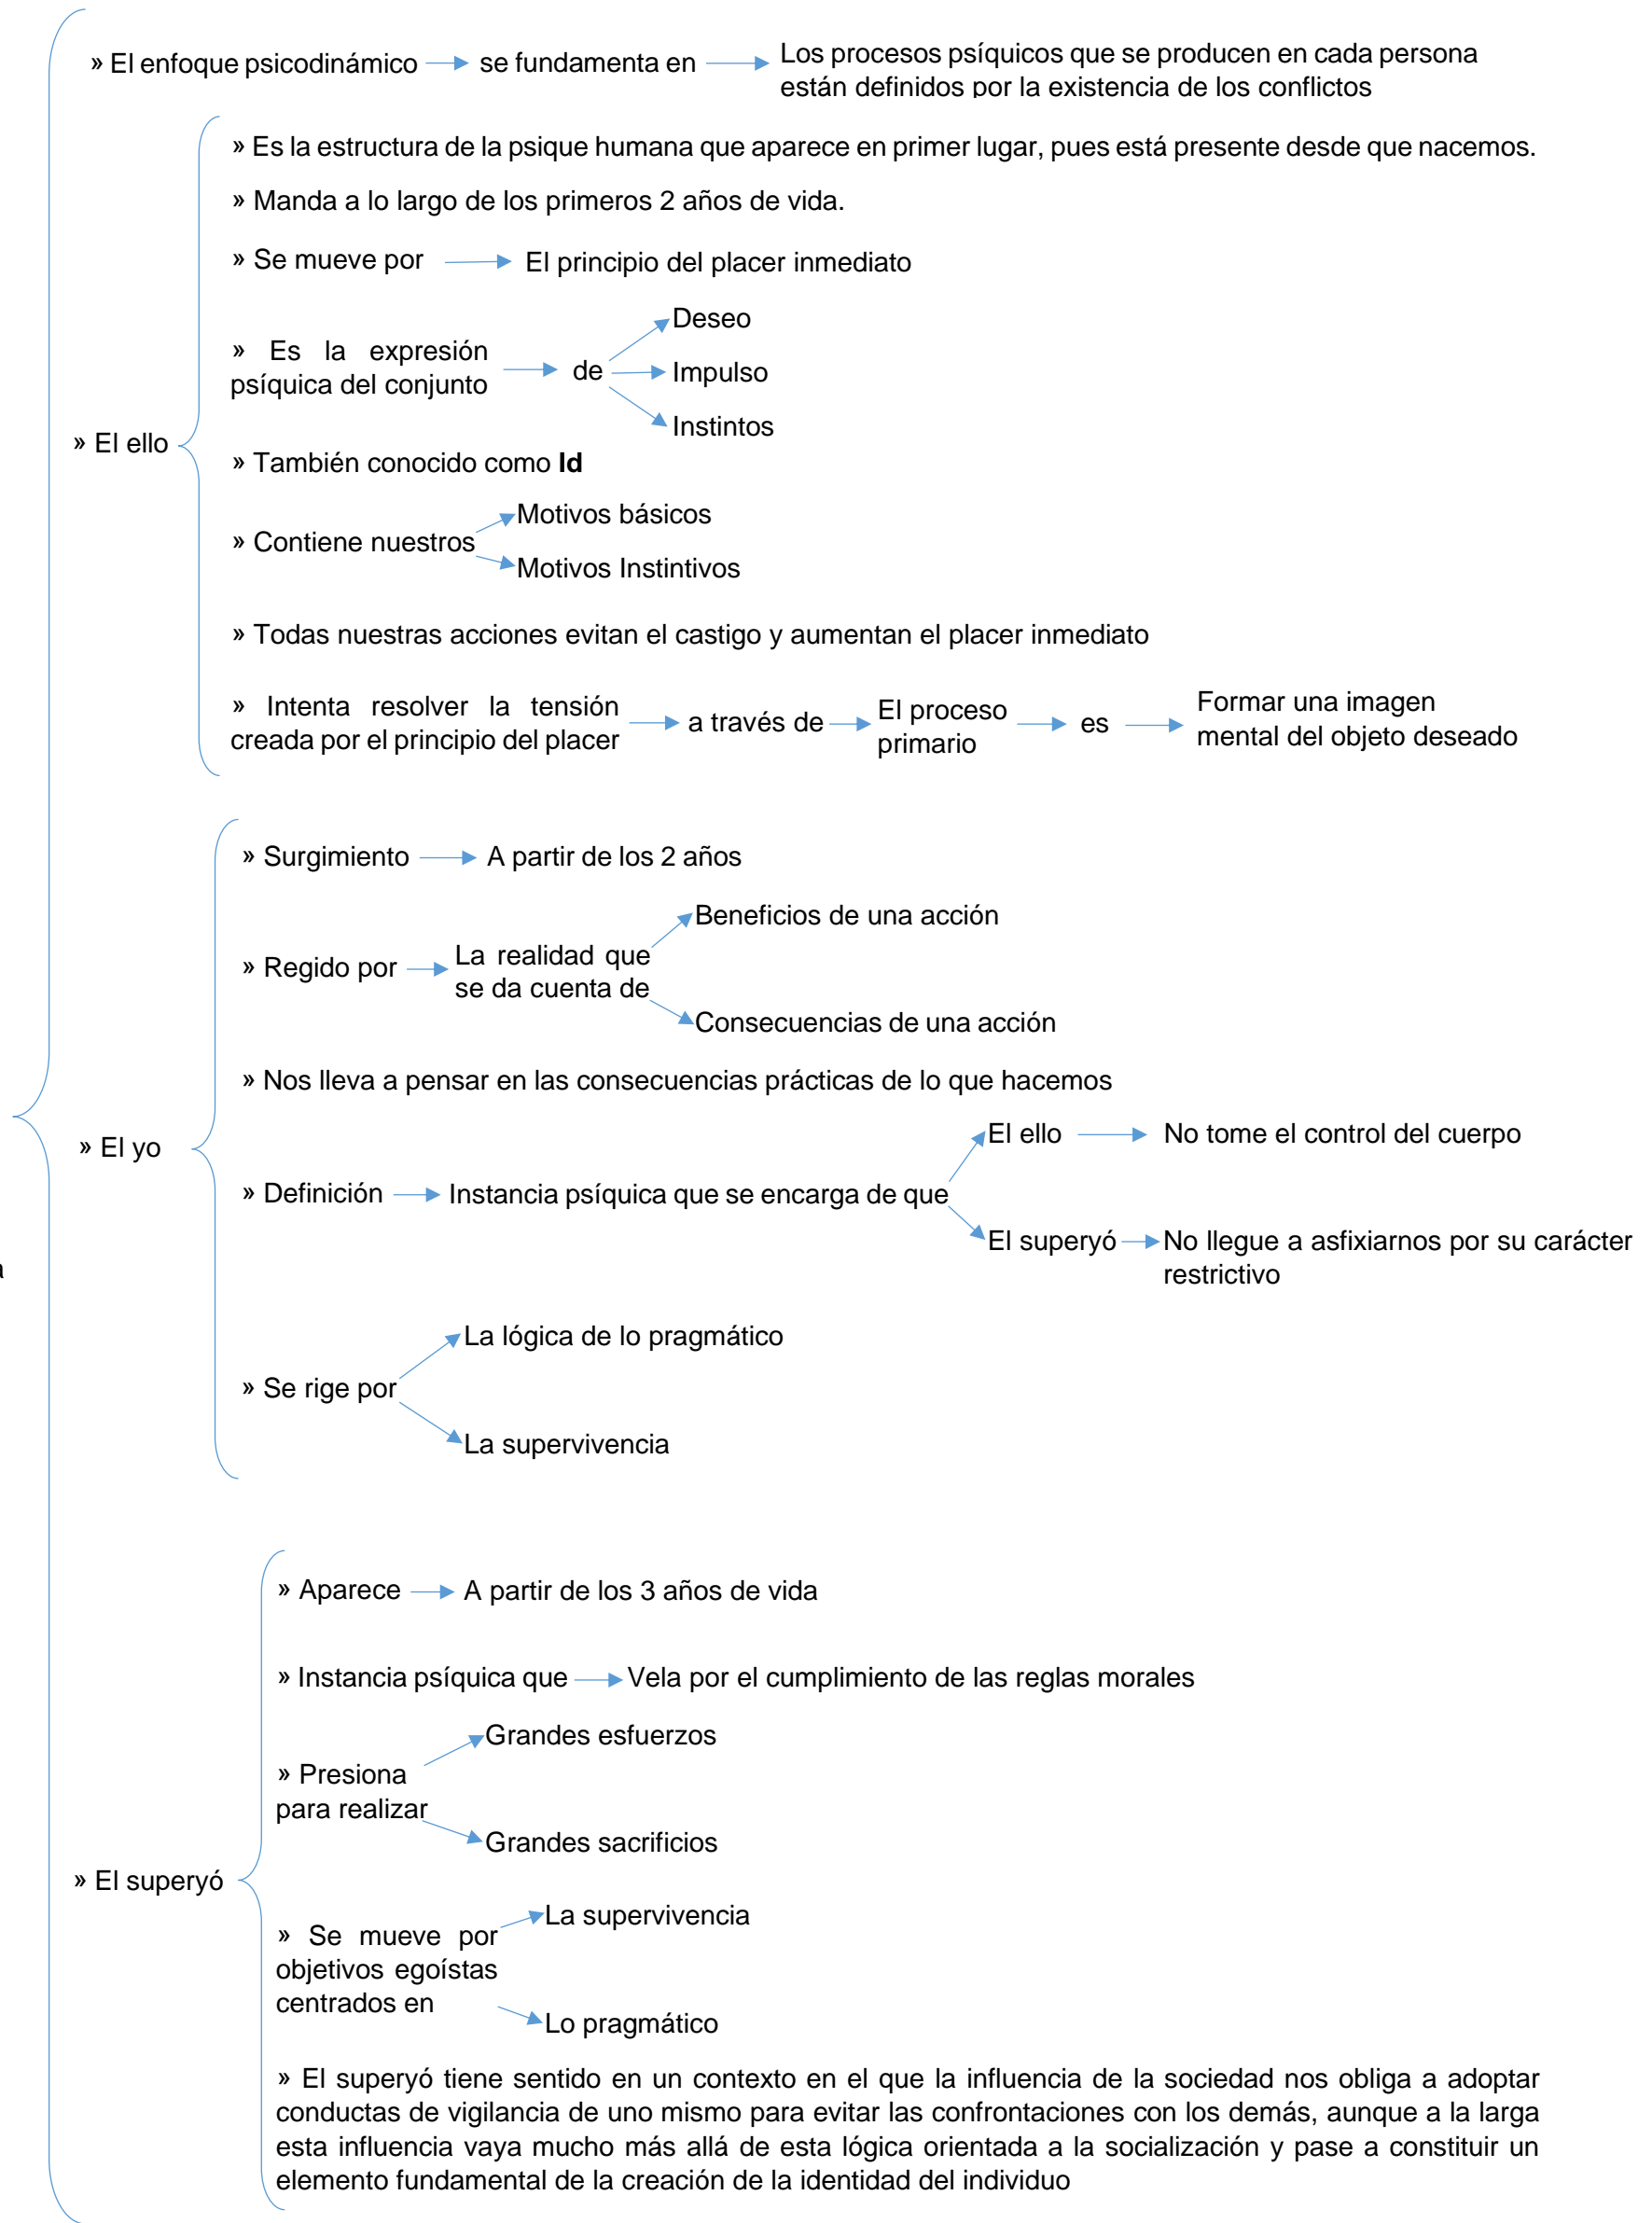 » El enfoque psicodinámico
se fundamenta en
Los procesos psíquicos que se producen en cada persona
están definidos por la existencia de los conflictos
» El ello
» Es la estructura de la psique humana que aparece en primer lugar, pues está presente desde que nacemos.
» Manda a lo largo de los primeros 2 años de vida.
» Se mueve por
El principio del placer inmediato
» Es la expresión
psíquica del conjunto
de
Deseo
Impulso
Instintos
» También conocido como Id
» Contiene nuestros
Motivos básicos
Motivos Instintivos
» Todas nuestras acciones evitan el castigo y aumentan el placer inmediato
» Intenta resolver la tensión
creada por el principio del placer
a través de
El proceso
primario
es
Formar una imagen
mental del objeto deseado
a
» El yo
» Surgimiento
A partir de los 2 años
» Regido por
La realidad que
se da cuenta de
Beneficios de una acción
Consecuencias de una acción
» Nos lleva a pensar en las consecuencias prácticas de lo que hacemos
» Definición
Instancia psíquica que se encarga de que
El ello
No tome el control del cuerpo
El superyó
No llegue a asfixiarnos por su carácter
restrictivo
» Se rige por
La lógica de lo pragmático
La supervivencia
» El superyó
» Aparece
A partir de los 3 años de vida
» Instancia psíquica que
Vela por el cumplimiento de las reglas morales
» Presiona
para realizar
Grandes esfuerzos
Grandes sacrificios
» Se mueve por
objetivos egoístas
centrados en
La supervivencia
Lo pragmático
» El superyó tiene sentido en un contexto en el que la influencia de la sociedad nos obliga a adoptar
conductas de vigilancia de uno mismo para evitar las confrontaciones con los demás, aunque a la larga
esta influencia vaya mucho más allá de esta lógica orientada a la socialización y pase a constituir un
elemento fundamental de la creación de la identidad del individuo